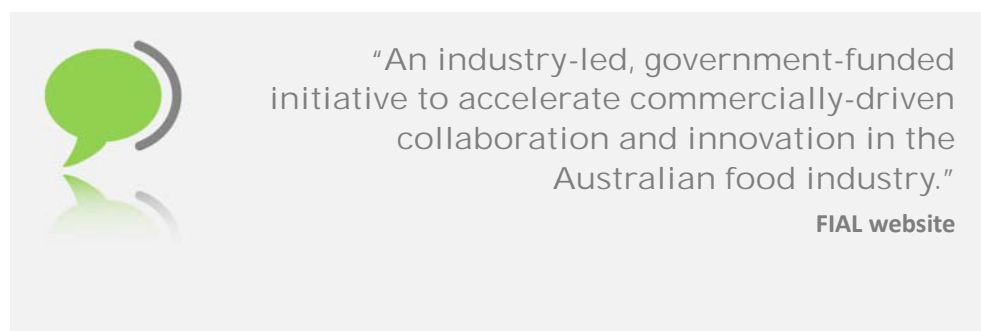 "An industry-led, government-funded
initiative to accelerate commercially-driven
collaboration and innovation in the
Australian food industry."
FIAL website